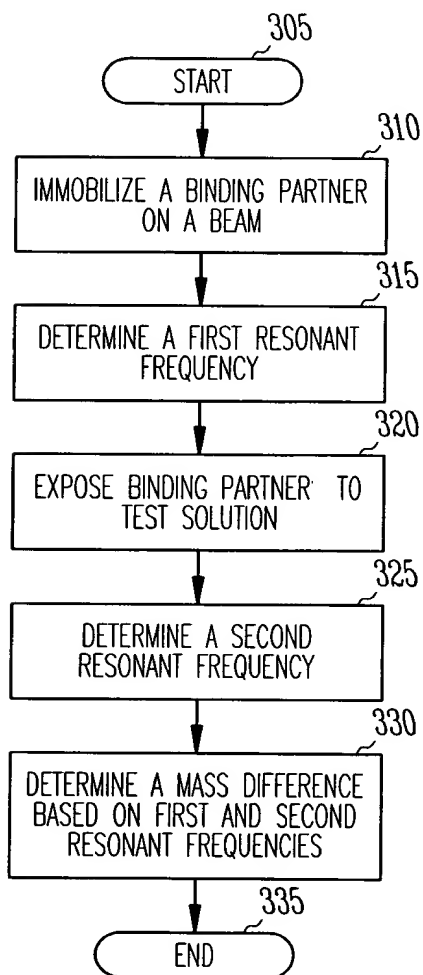 305
START
310
IMMOBILIZE A BINDING PARTNER
ON A BEAM
315
DETERMINE A FIRST RESONANT
FREQUENCY
320
EXPOSE BINDING PARTNER TO
TEST SOLUTION
325
DETERMINE A SECOND
RESONANT FREQUENCY
330
DETERMINE A MASS DIFFERENCE
BASED ON FIRST AND SECOND
RESONANT FREQUENCIES
335
END